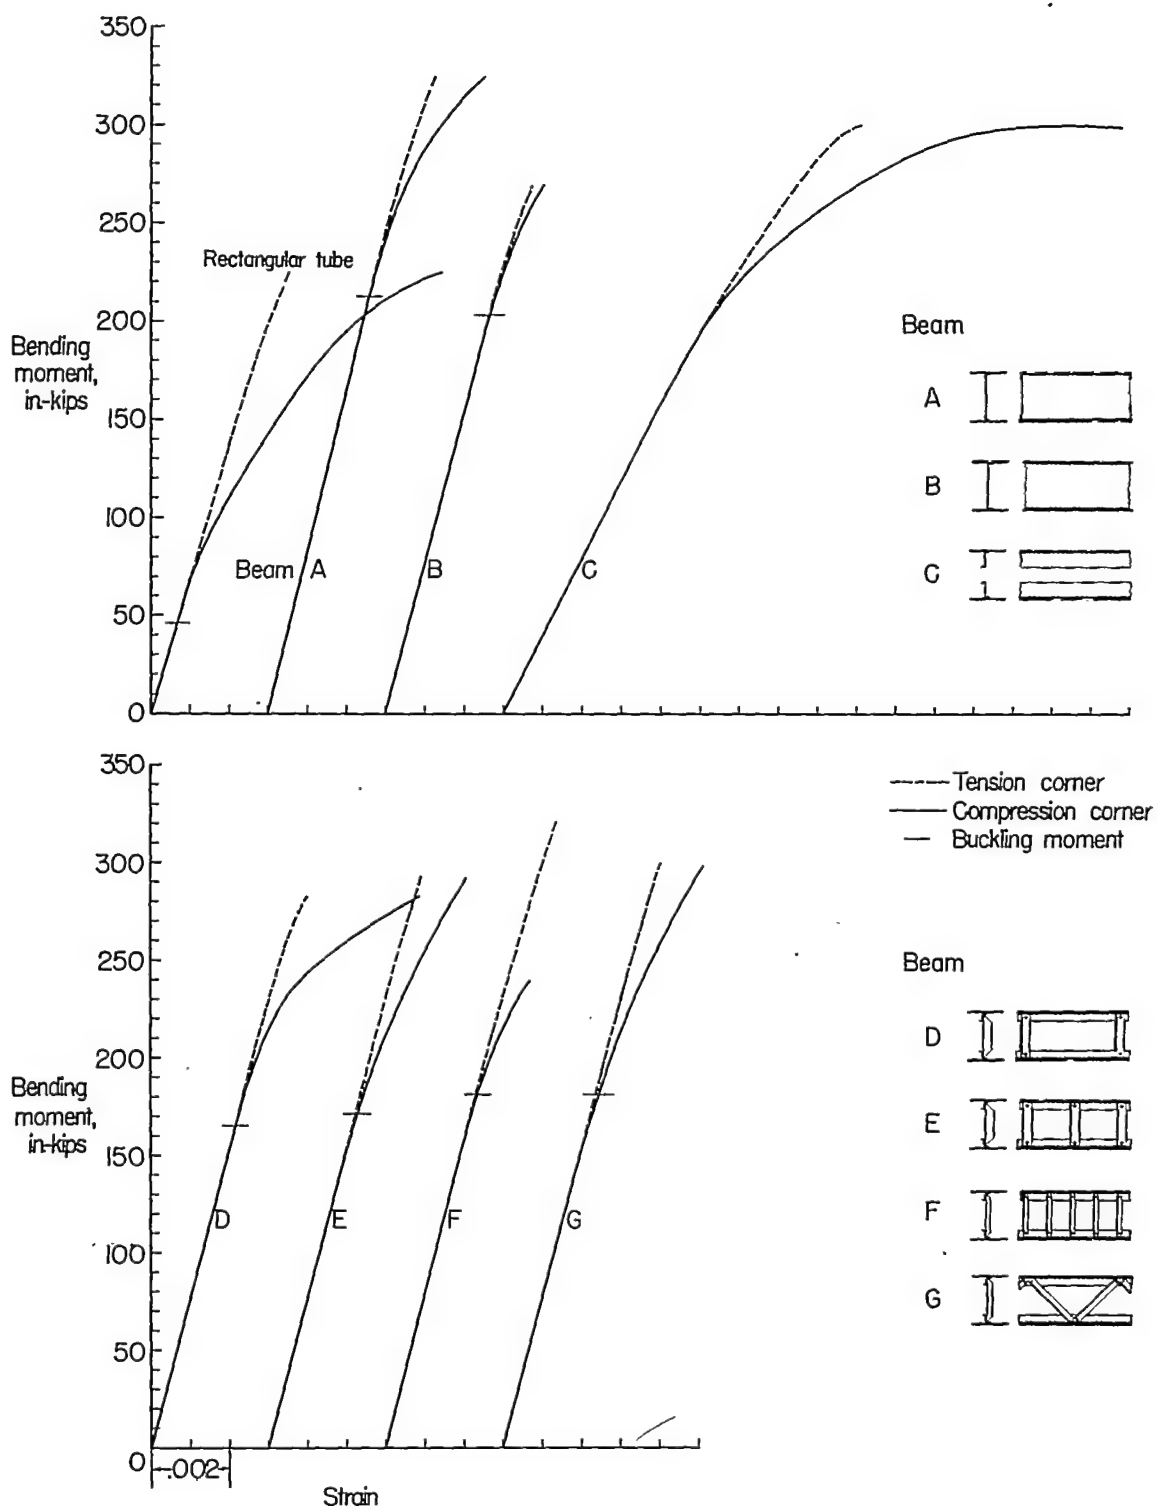 350
300
250
200
150
100
50
0
Bending
moment,
in-kips
Rectangular tube
Beam A
B
C
Beam
A
B
C
350
300
250
200
150
100
50
0
Bending
moment,
in-kips
D
E
F
G
Tension corner
Compression corner
Buckling moment
Beam
D
E
F
G
.002
Strain